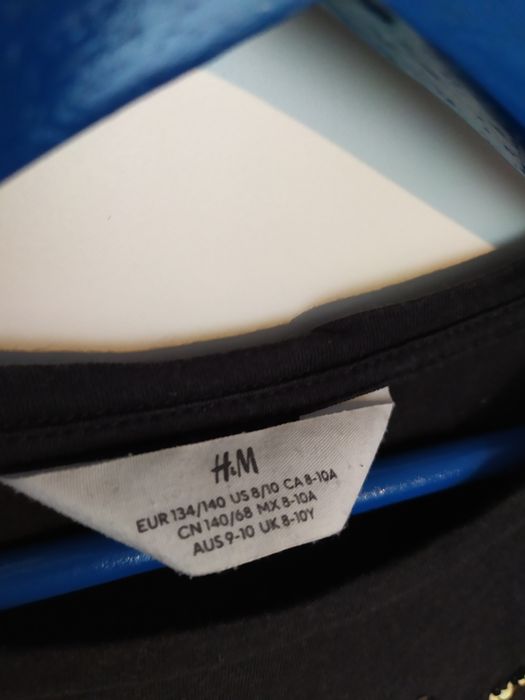 H&M
EUR 134/140 US 8/10 CA 8-10A
CN 140/68 MX 8-10A
AUS 9-10 UK 8-10Y